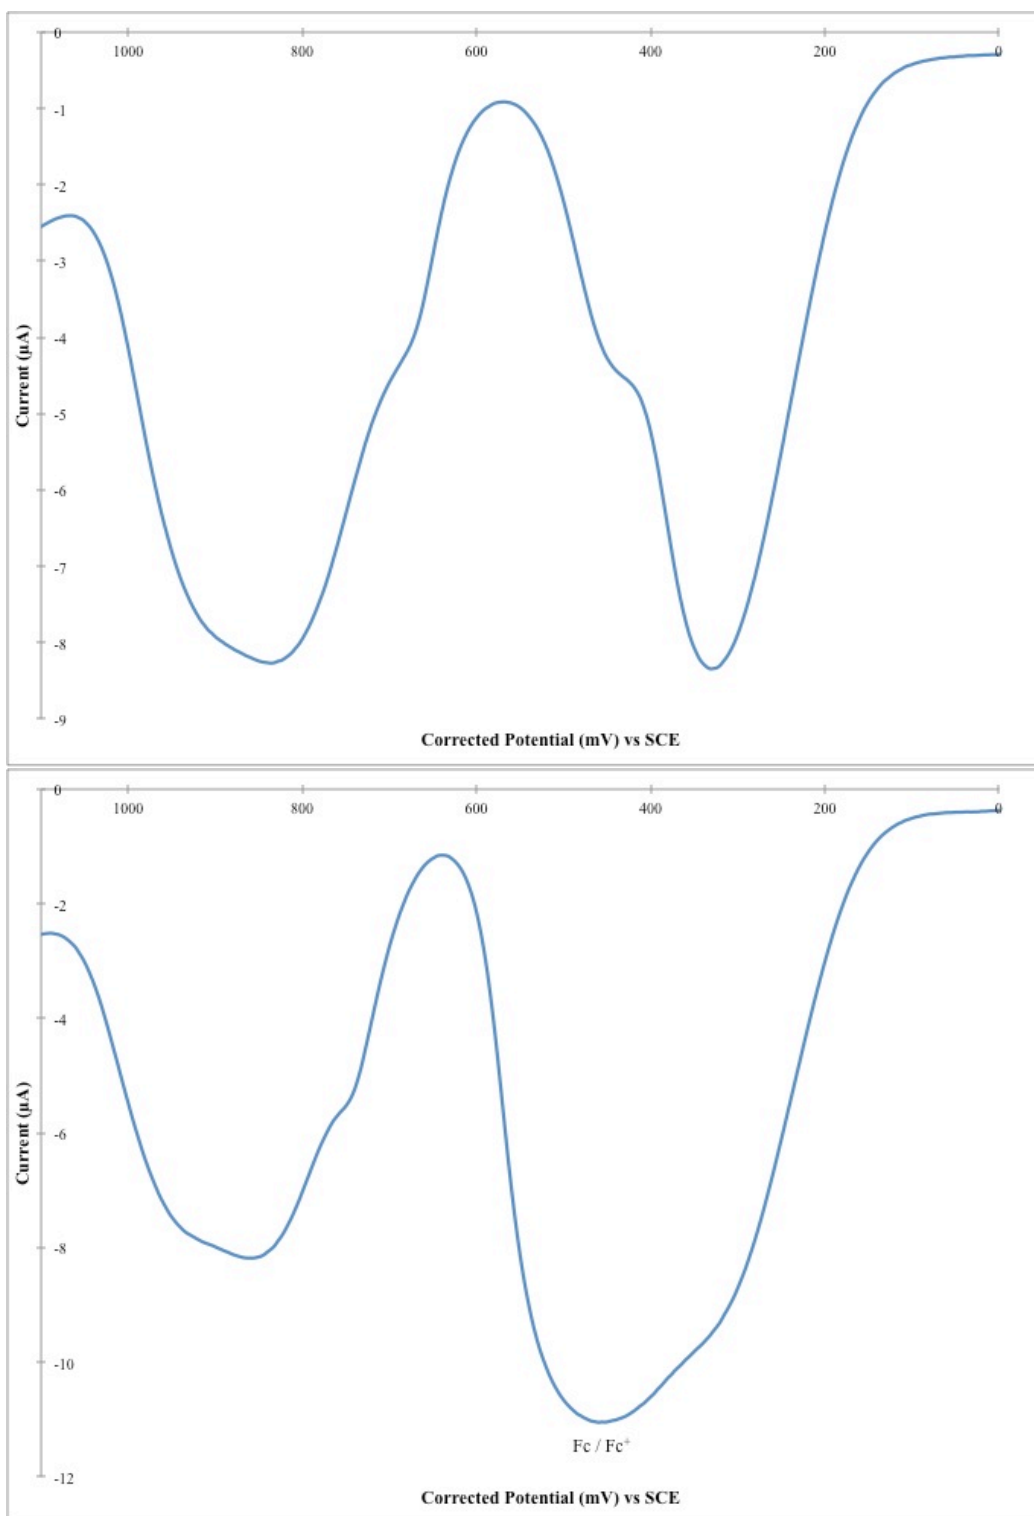 0
1000 800 600 400 200 0
-1
-2
-3
-4
-5
-6
-7
-8
-9
Current (μA)
Corrected Potential (mV) vs SCE
0
1000 800 600 400 200 0
-2
-4
-6
-8
-10
-12
Current (μA)
Fc / Fc⁺
Corrected Potential (mV) vs SCE